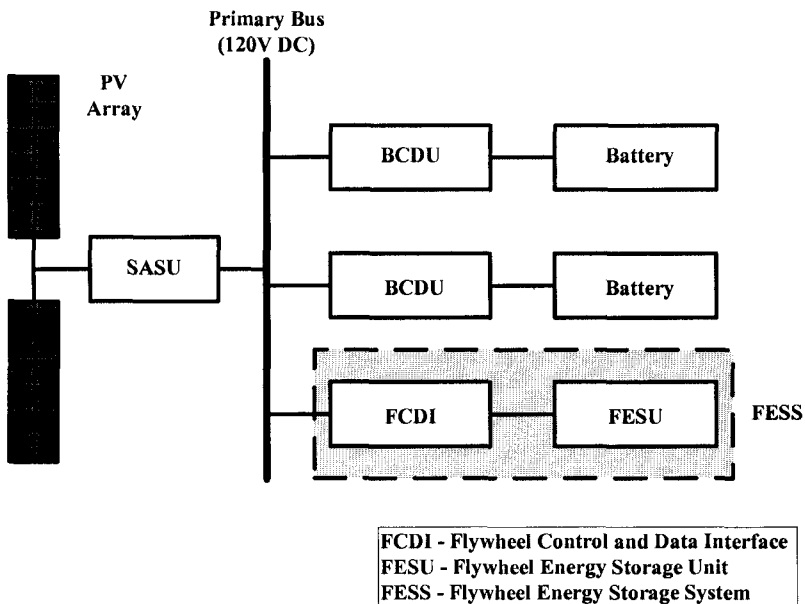 Primary Bus
(120V DC)
PV
Array
BCDU
Battery
SASU
BCDU
Battery
FCDI
FESU
FESS
FCDI - Flywheel Control and Data Interface
FESU - Flywheel Energy Storage Unit
FESS - Flywheel Energy Storage System